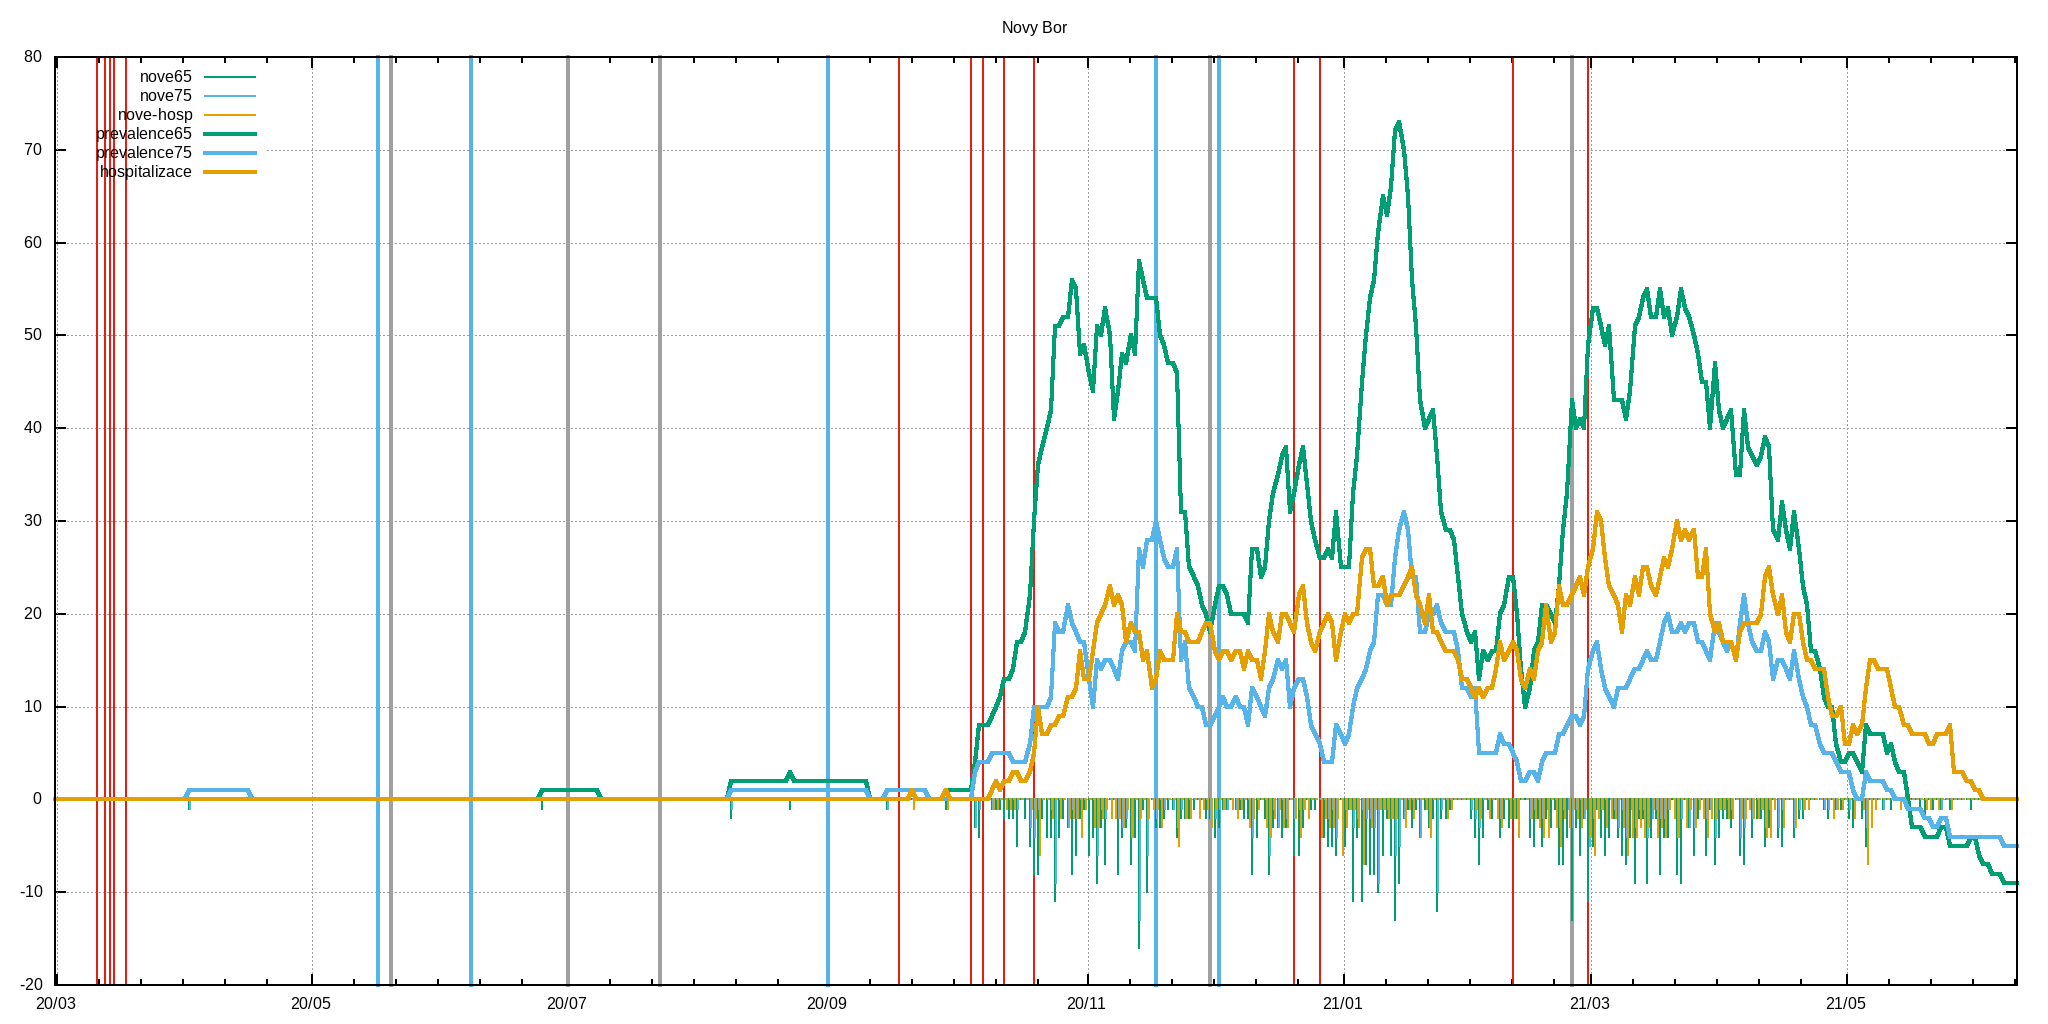 Novy Bor
80
70
60
50
40
30
20
10
0
-10
-20
nove65
nove75
nove-hosp
prevalence65
prevalence75
hospitalizace
20/03 20/05 20/07 20/09 20/11 21/01 21/03 21/05